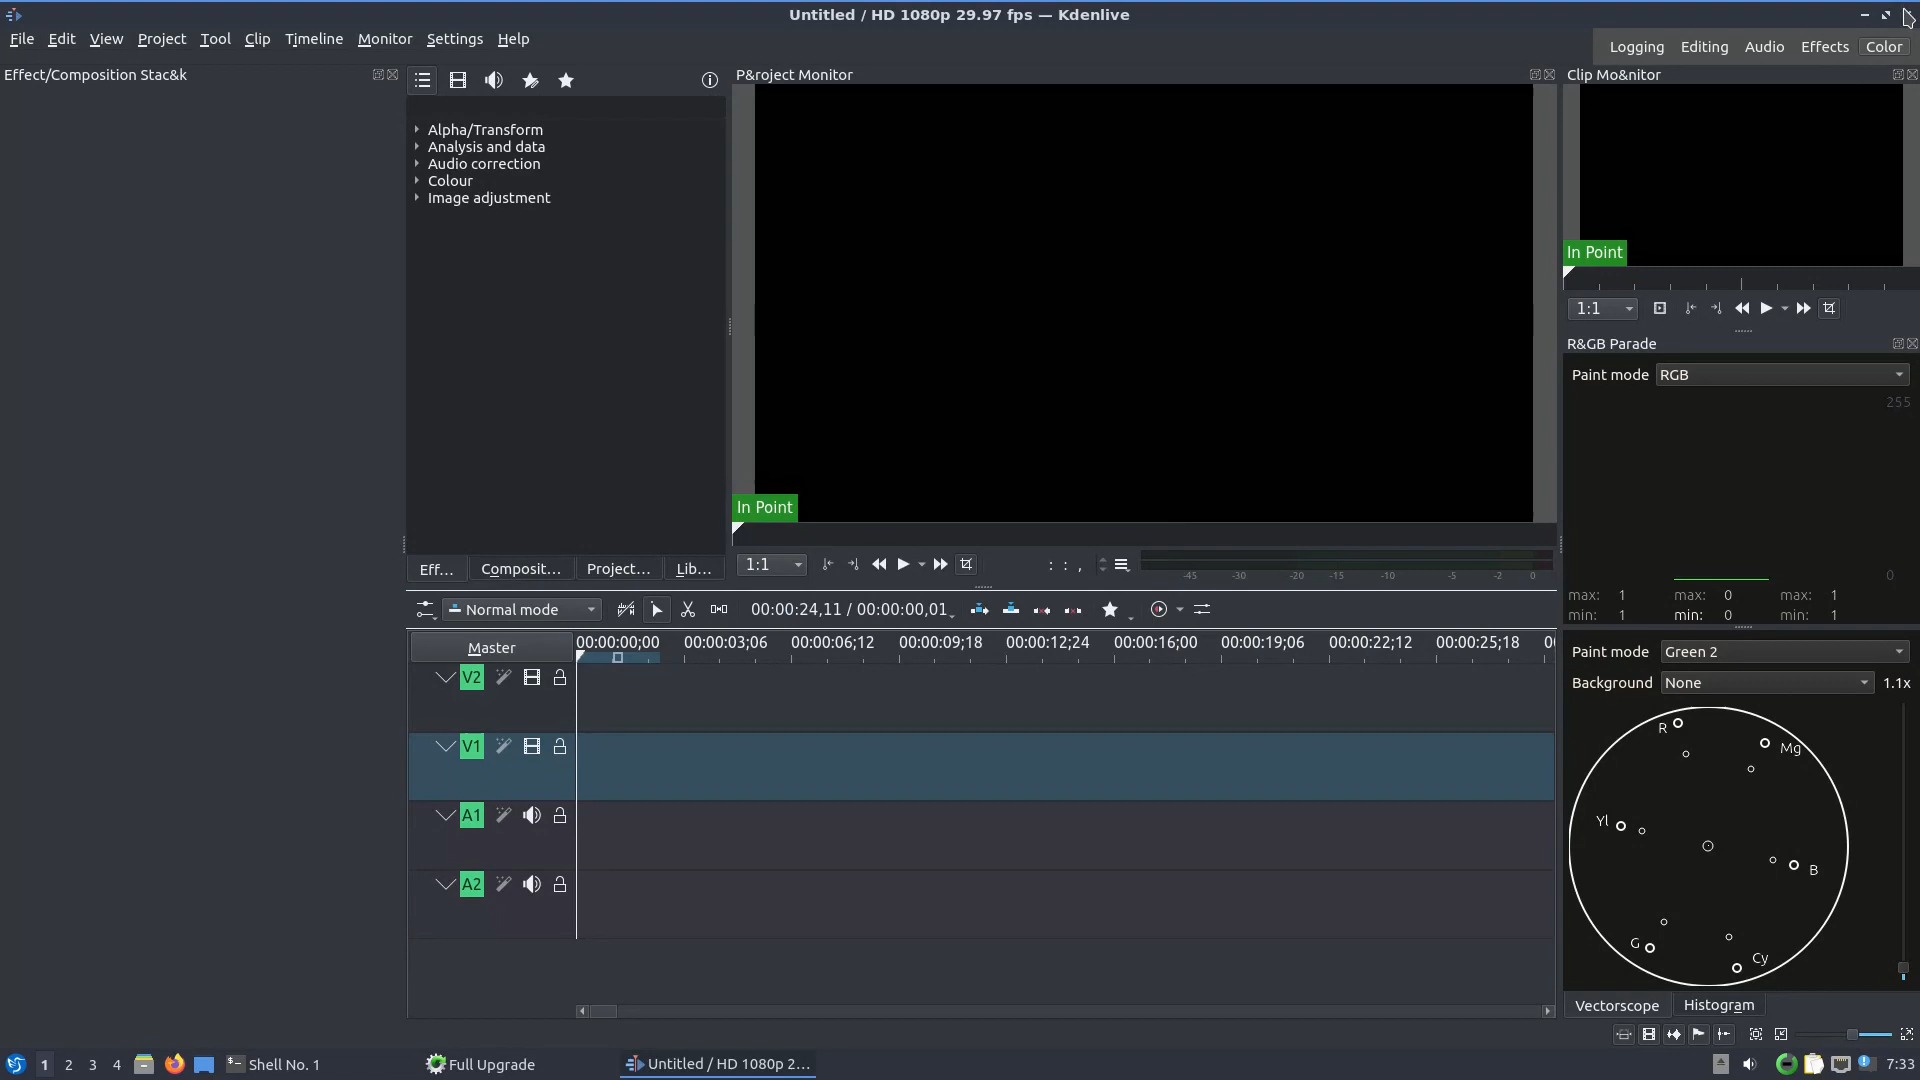 Untitled / HD 1080p 29.97 fps — Kdenlive
File Edit View Project Tool Clip Timeline Monitor Settings Help
Logging Editing Audio Effects Color
Effect/Composition Stac&k
Alpha/Transform
Analysis and data
Audio correction
Colour
Image adjustment
Eff... Composit... Project... Lib...
P&roject Monitor
In Point
1:1
: : ,
-45 -30 -20 -15 -10 -5 -2 0
Clip Mo&nitor
In Point
1:1
R&GB Parade
Paint mode RGB
255
0
max: 1 max: 0 max: 1
min: 1 min: 0 min: 1
Normal mode
00:00:24,11 / 00:00:00,01
Master
00:00:00;00 00:00:03;06 00:00:06;12 00:00:09;18 00:00:12;24 00:00:16;00 00:00:19;06 00:00:22;12 00:00:25;18
V2
V1
A1
A2
Paint mode Green 2
Background None 1.1x
R
Mg
Yl
B
G
Cy
Vectorscope Histogram
1 2 3 4 Shell No. 1 Full Upgrade Untitled / HD 1080p 2... 7:33